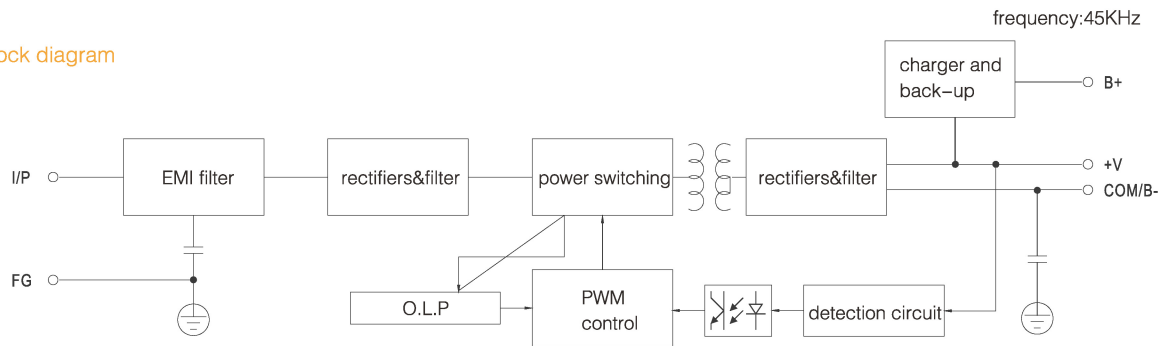 frequency:45KHz
ock diagram
charger and
back-up
B+
I/P
EMI filter
rectifiers&filter
power switching
rectifiers&filter
+V
COM/B-
FG
O.L.P
PWM
control
detection circuit